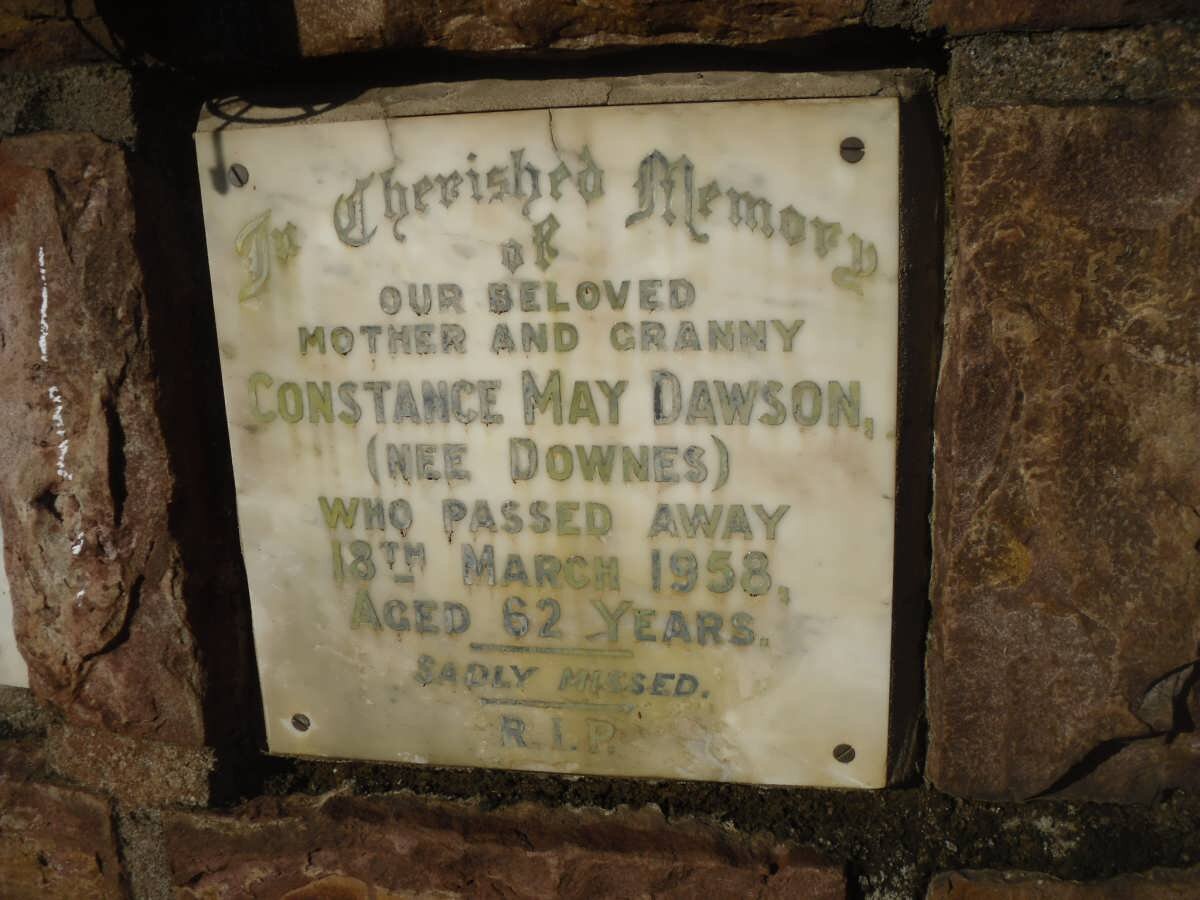 In Cherished Memory
of
OUR BELOVED
MOTHER AND GRANNY
CONSTANCE MAY DAWSON,
(NEE DOWNES)
WHO PASSED AWAY
18TH MARCH 1958,
AGED 62 YEARS.
SADLY MISSED.
R.I.P.